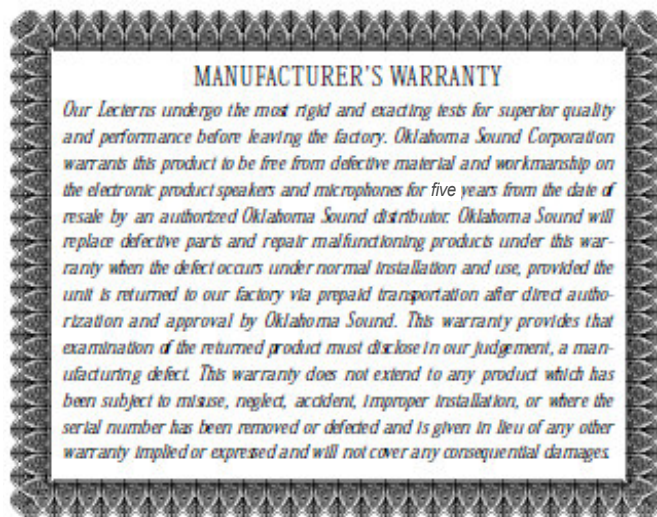 MANUFACTURER'S WARRANTY
Our Lecterns undergo the most rigid and exacting tests for superior quality
and performance before leaving the factory. Oklahoma Sound Corporation
warrants this product to be free from defective material and workmanship on
the electronic product speakers and microphones for five years from the date of
resale by an authorized Oklahoma Sound distributor. Oklahoma Sound will
replace defective parts and repair malfunctioning products under this war-
ranty when the defect occurs under normal installation and use, provided the
unit is returned to our factory via prepaid transportation after direct autho-
rization and approval by Oklahoma Sound. This warranty provides that
examination of the returned product must disclose in our judgement, a man-
ufacturing defect. This warranty does not extend to any product which has
been subject to misuse, neglect, accident, improper installation, or where the
serial number has been removed or defected and is given in lieu of any other
warranty implied or expressed and will not cover any consequential damages.